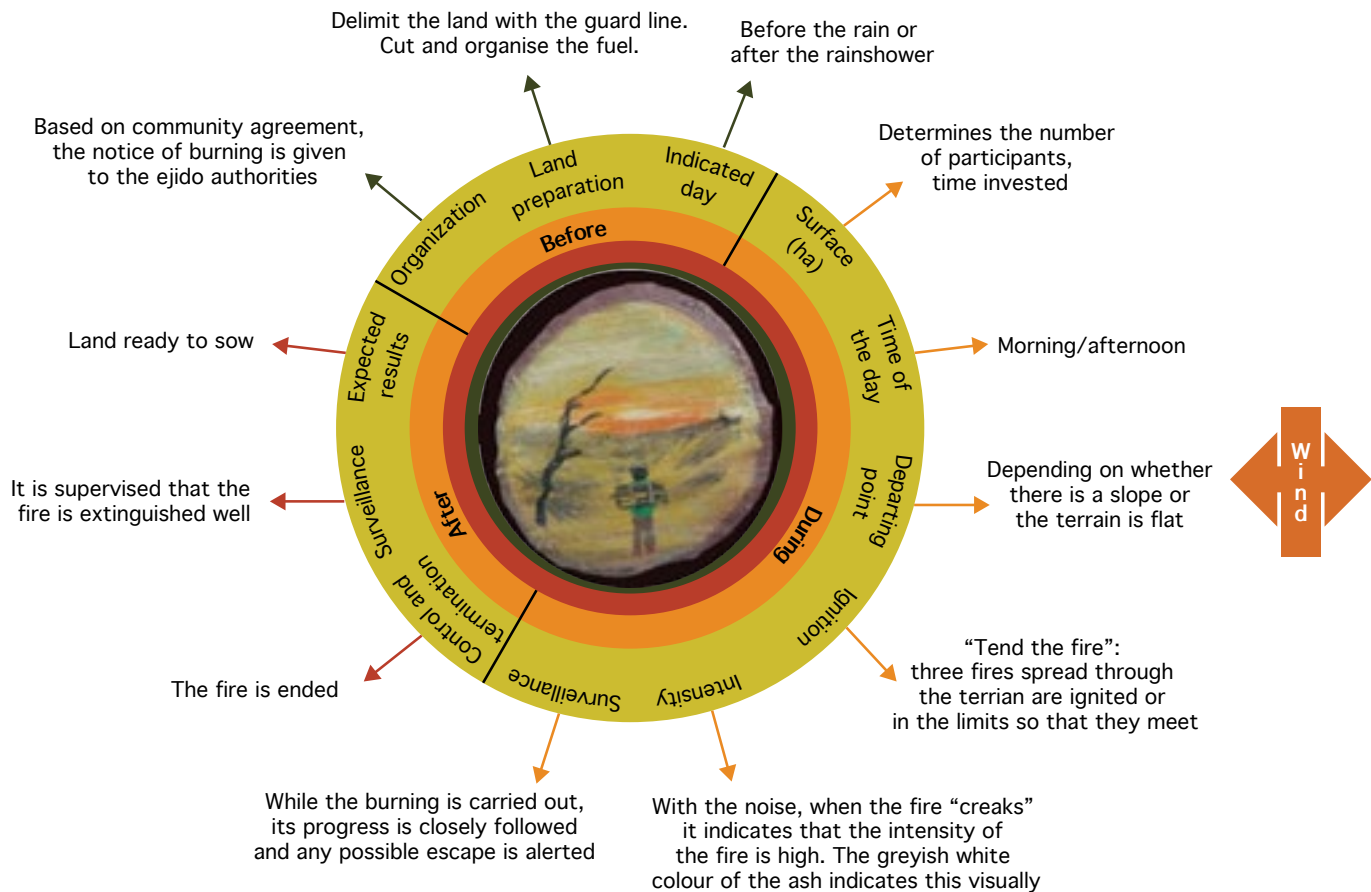 Delimit the land with the guard line.
Cut and organise the fuel.
Before the rain or
after the rainshower
Based on community agreement,
the notice of burning is given
to the ejido authorities
Determines the number
of participants,
time invested
Land ready to sow
Morning/afternoon
It is supervised that the
fire is extinguished well
Depending on whether
there is a slope or
the terrain is flat
Wind
The fire is ended
“Tend the fire”:
three fires spread through
the terrian are ignited or
in the limits so that they meet
While the burning is carried out,
its progress is closely followed
and any possible escape is alerted
With the noise, when the fire “creaks”
it indicates that the intensity of
the fire is high. The greyish white
colour of the ash indicates this visually
Organization
Land
preparation
Indicated
day
Surface
(ha)
Time of
the day
Departing
point
Ignition
Intensity
Surveillance
Control and
termination
Surveillance
Expected
results
Before
During
After